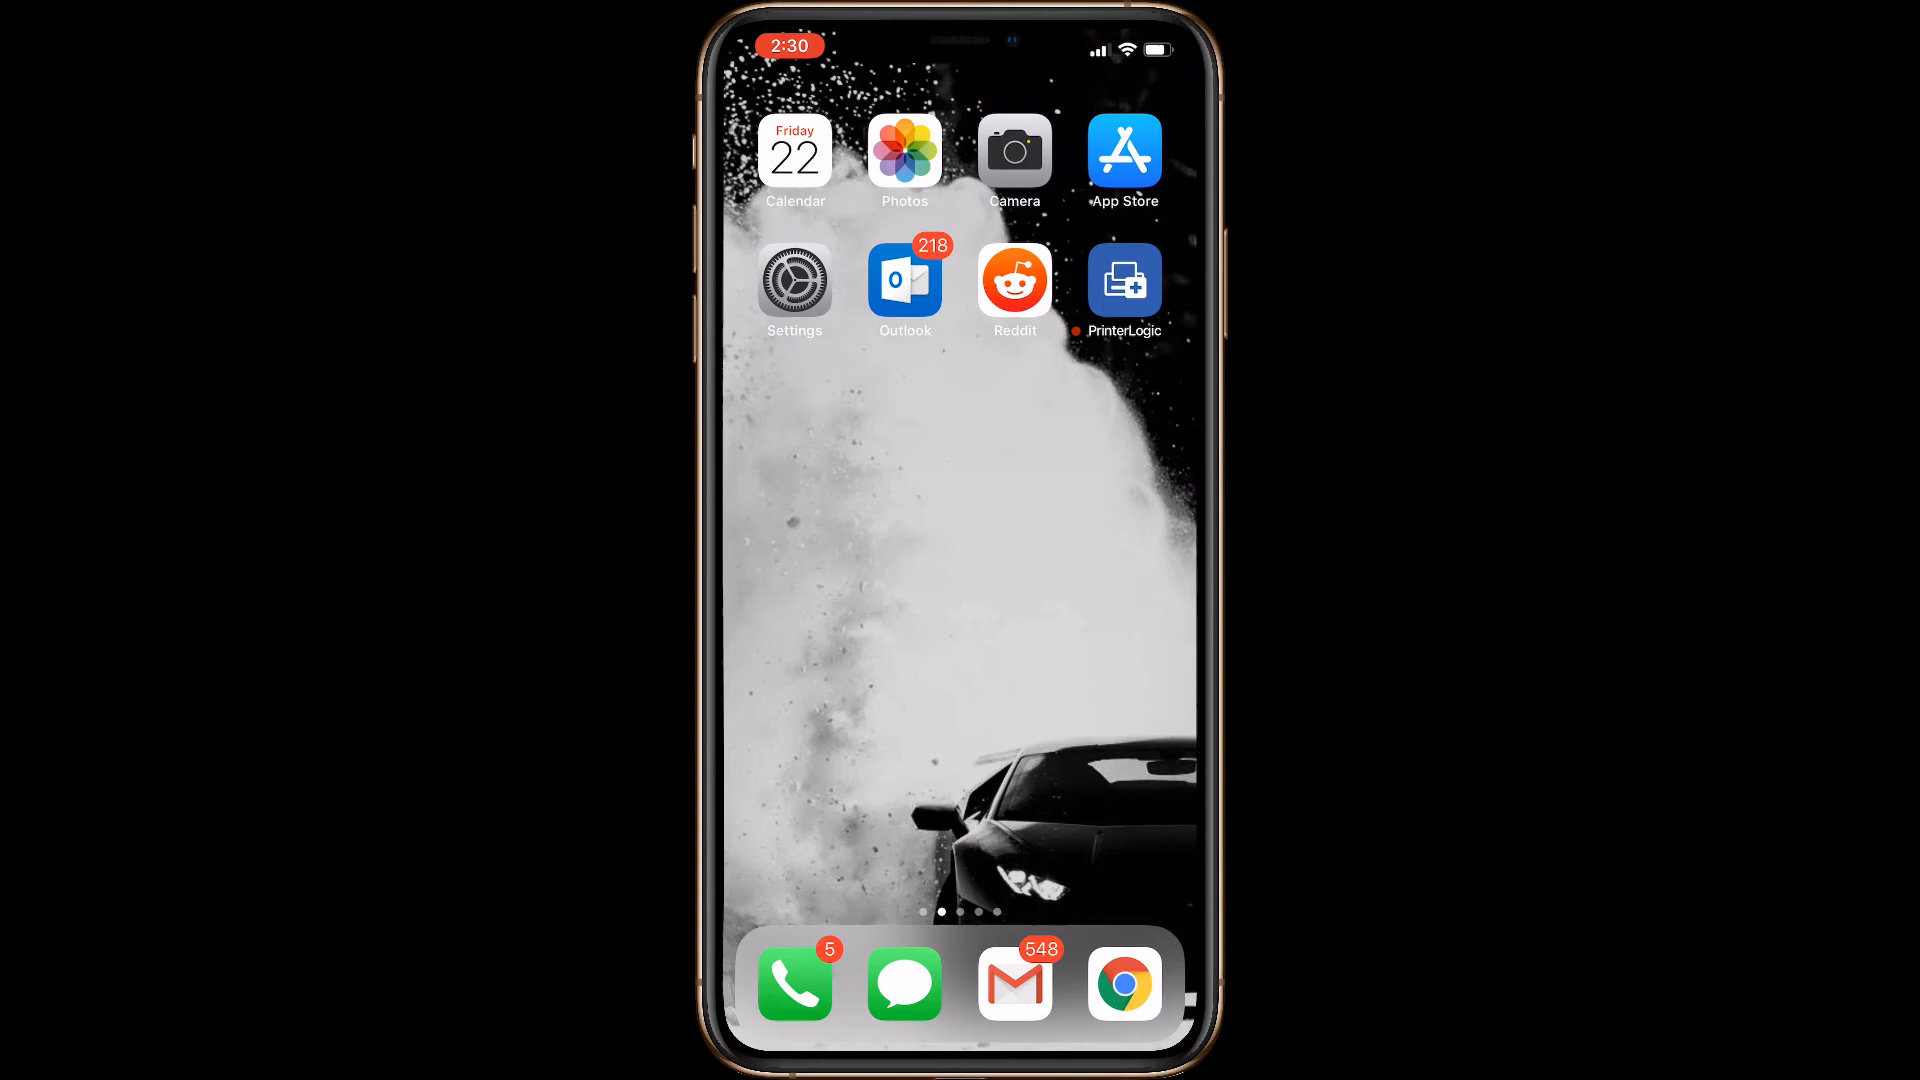 2:30
Friday
22
Calendar
Photos
Camera
App Store
218
Settings
Outlook
Reddit
PrinterLogic
5
548